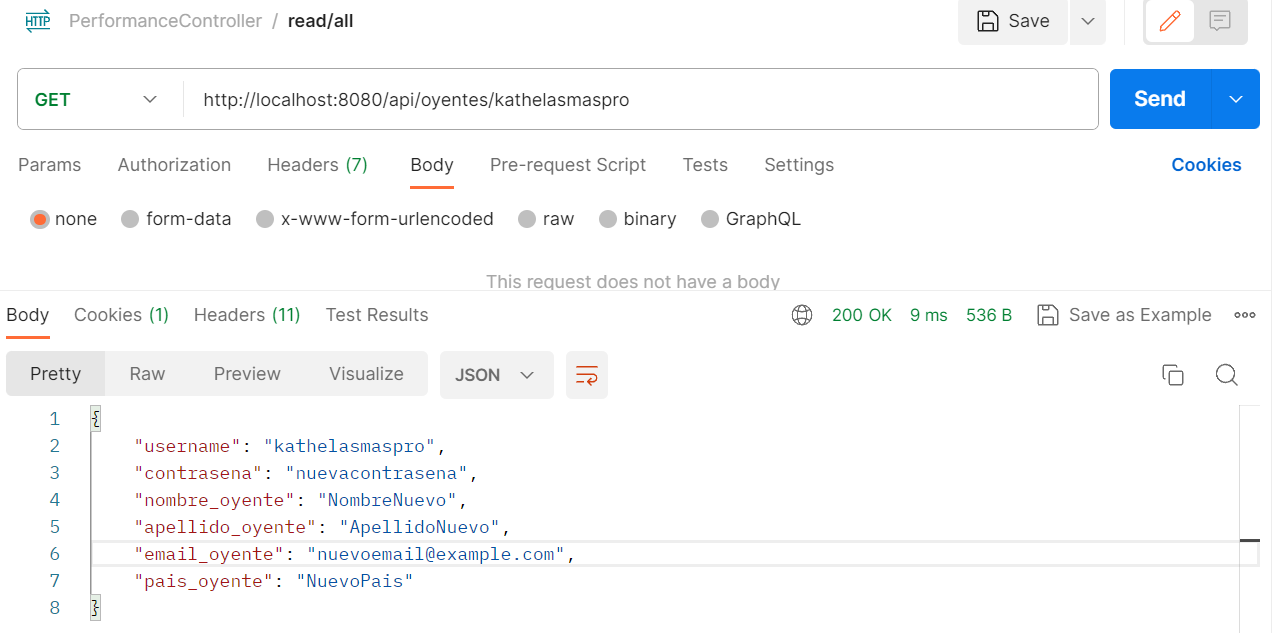 HTTP PerformanceController / read/all Save
GET http://localhost:8080/api/oyentes/kathelasmaspro Send
Params Authorization Headers (7) Body Pre-request Script Tests Settings Cookies
none form-data x-www-form-urlencoded raw binary GraphQL
This request does not have a body
Body Cookies (1) Headers (11) Test Results 200 OK 9 ms 536 B Save as Example
Pretty Raw Preview Visualize JSON
1 {
2 "username": "kathelasmaspro",
3 "contrasena": "nuevacontrasena",
4 "nombre_oyente": "NombreNuevo",
5 "apellido_oyente": "ApellidoNuevo",
6 "email_oyente": "nuevoemail@example.com",
7 "pais_oyente": "NuevoPais"
8 }